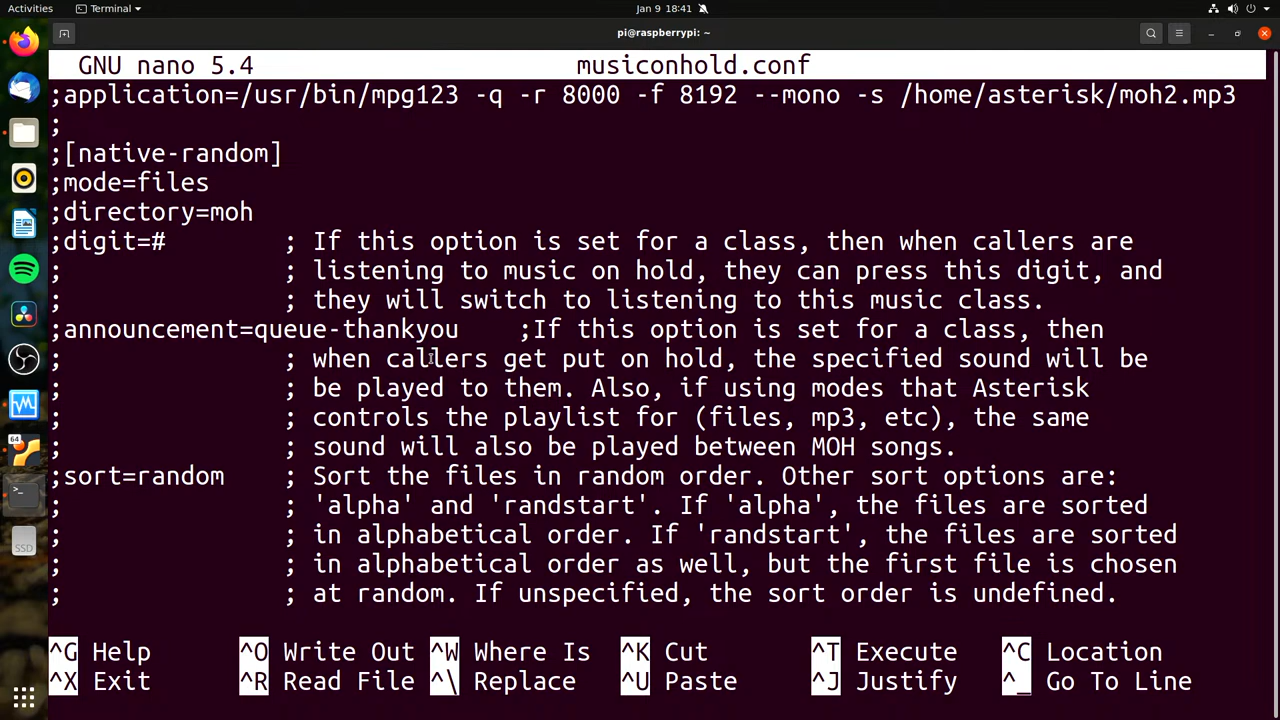 Activities
Terminal
Jan 9 18:41
pi@raspberrypi: ~
GNU nano 5.4 musiconhold.conf
;application=/usr/bin/mpg123 -q -r 8000 -f 8192 --mono -s /home/asterisk/moh2.mp3
;
;[native-random]
;mode=files
;directory=moh
;digit=# ; If this option is set for a class, then when callers are
; ; listening to music on hold, they can press this digit, and
; ; they will switch to listening to this music class.
;announcement=queue-thankyou ;If this option is set for a class, then
; ; when callers get put on hold, the specified sound will be
; ; be played to them. Also, if using modes that Asterisk
; ; controls the playlist for (files, mp3, etc), the same
; ; sound will also be played between MOH songs.
;sort=random ; Sort the files in random order. Other sort options are:
; ; 'alpha' and 'randstart'. If 'alpha', the files are sorted
; ; in alphabetical order. If 'randstart', the files are sorted
; ; in alphabetical order as well, but the first file is chosen
; ; at random. If unspecified, the sort order is undefined.
^G Help ^O Write Out ^W Where Is ^K Cut ^T Execute ^C Location
^X Exit ^R Read File ^\ Replace ^U Paste ^J Justify ^_ Go To Line
64
SSD